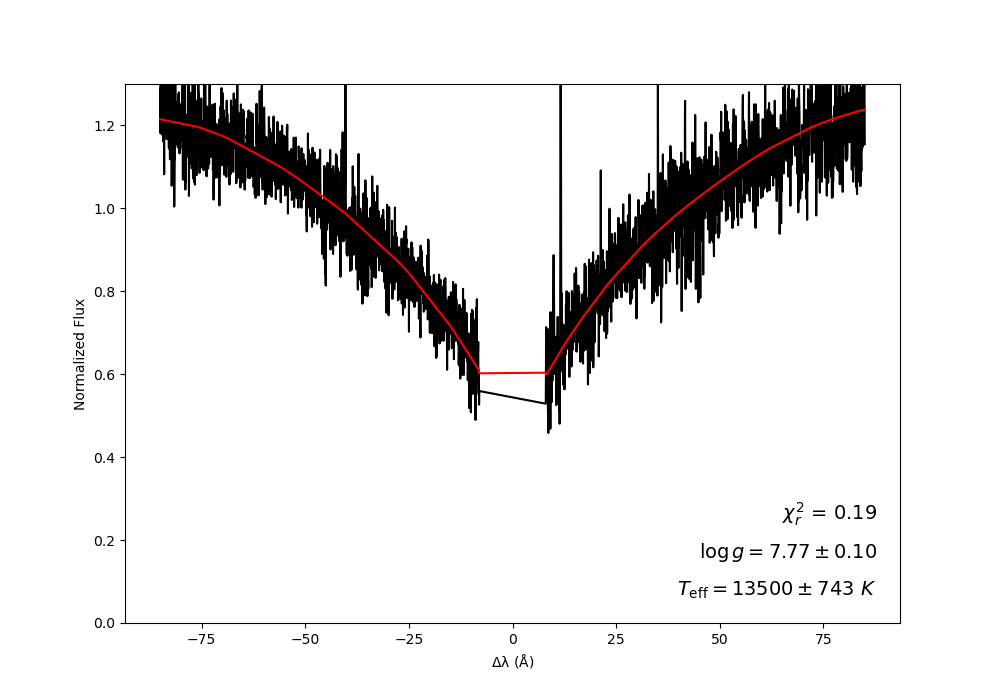 1.2
1.0
0.8
0.6
0.4
0.2
0.0
Normalized Flux
χ²ᵣ = 0.19
log g = 7.77 ± 0.10
T_eff = 13500 ± 743 K
−75 −50 −25 0 25 50 75
Δλ (Å)